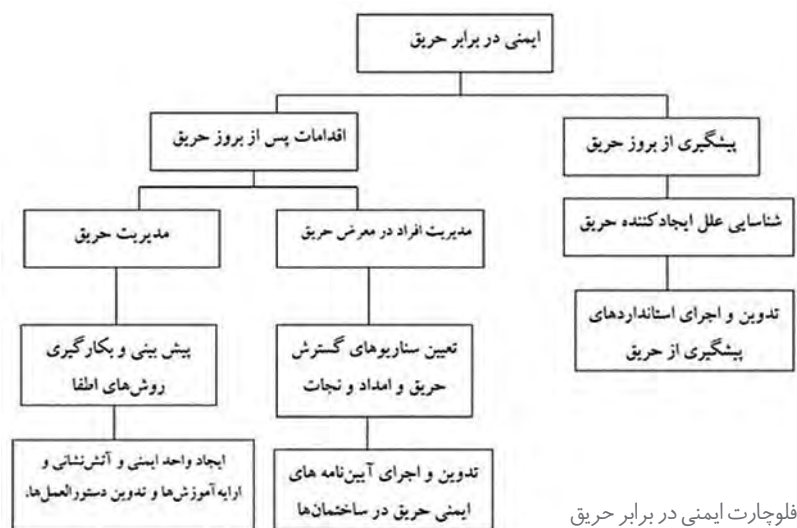 ایمنی در برابر حریق
پیشگیری از بروز حریق
اقدامات پس از بروز حریق
شناسایی علل ایجادکننده حریق
مدیریت افراد در معرض حریق
مدیریت حریق
تدوین و اجرای استانداردهای
پیشگیری از حریق
تعیین سناریوهای گسترش
حریق و امداد و نجات
پیش بینی و بکارگیری
روش‌های اطفا
تدوین و اجرای آیین‌نامه های
ایمنی حریق در ساختمان‌ها
ایجاد واحد ایمنی و آتش‌نشانی و
ارایه آموزش‌ها و تدوین دستورالعمل‌ها.
فلوچارت ایمنی در برابر حریق